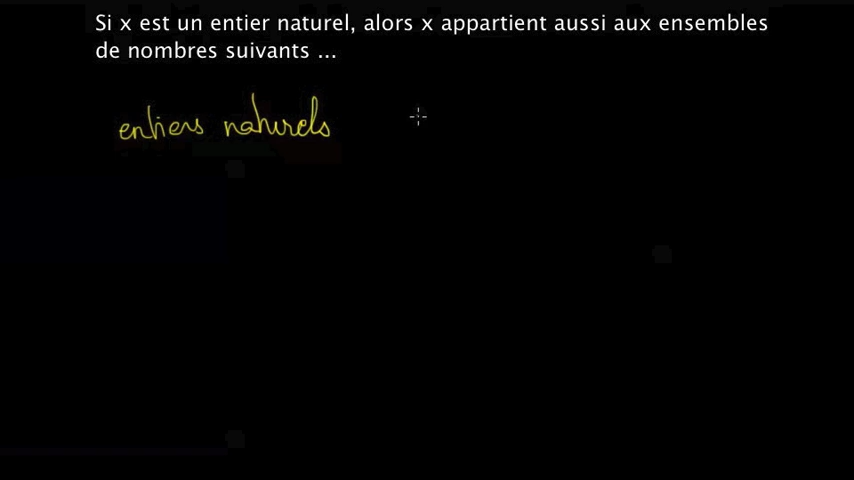 Si x est un entier naturel, alors x appartient aussi aux ensembles
de nombres suivants ...
entiers naturels